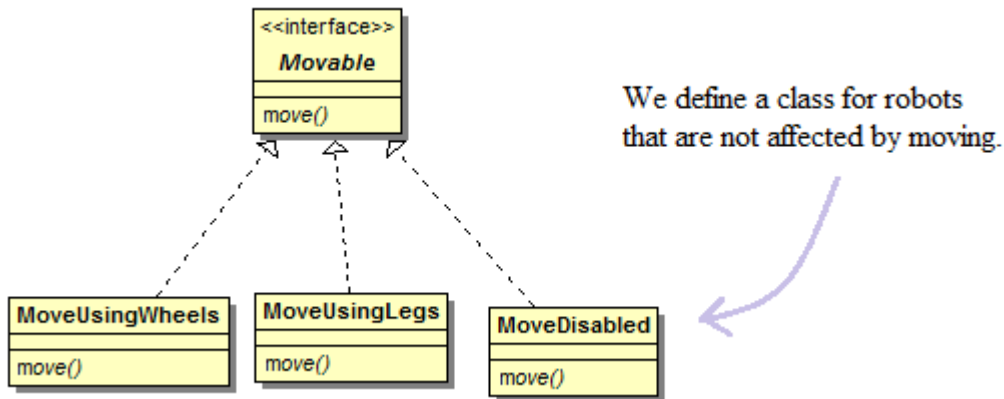 <<interface>>
Movable
move()
We define a class for robots
that are not affected by moving.
MoveUsingWheels
move()
MoveUsingLegs
move()
MoveDisabled
move()